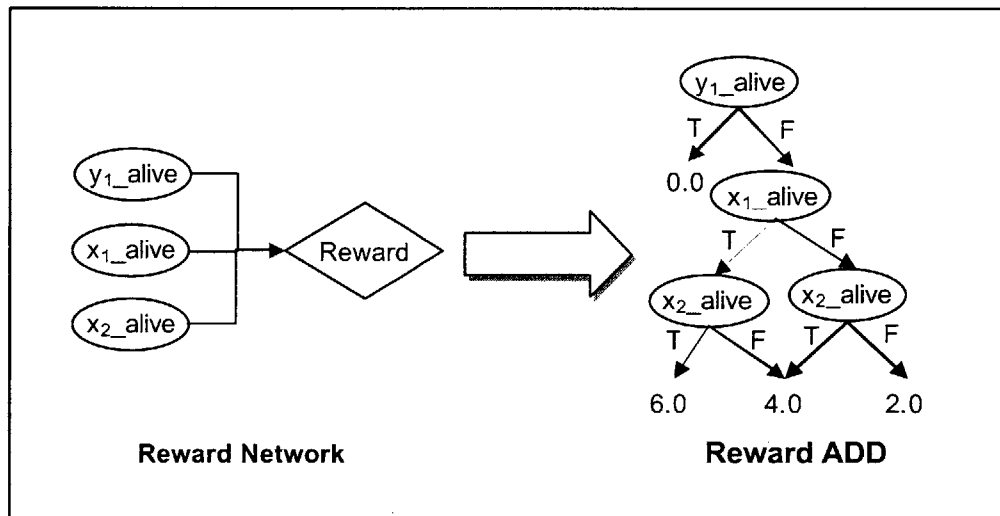 y₁_alive
x₁_alive
x₂_alive
Reward
Reward Network
y₁_alive
T F
0.0
x₁_alive
T F
x₂_alive x₂_alive
T F T F
6.0 4.0 2.0
Reward ADD